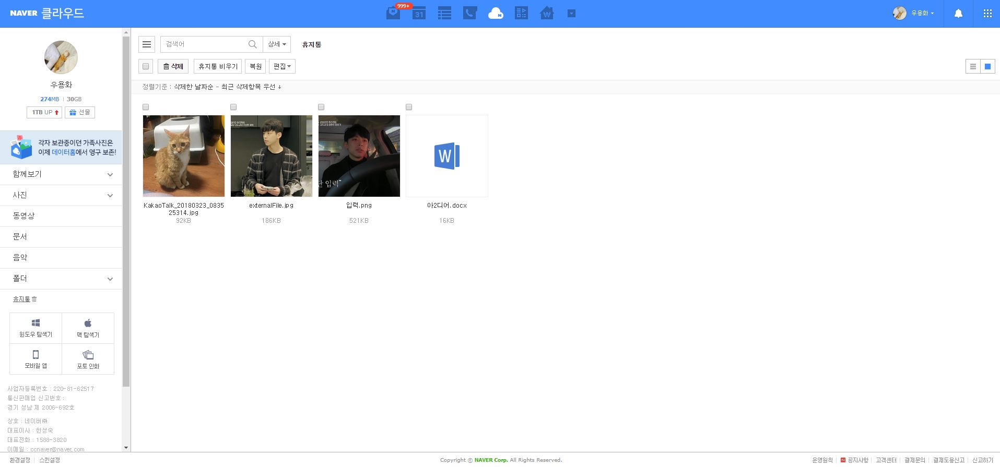 NAVER 클라우드
999+
31
우용화
우용화
274MB | 30GB
1TB UP
선물
각자 보관중이던 가족사진은
이제 데이터홈에서 영구 보존!
함께보기
사진
동영상
문서
음악
폴더
휴지통
윈도우 탐색기
맥 탐색기
모바일 앱
포토 인화
사업자등록번호 : 220-81-62517
통신판매업 신고번호 :
경기 성남 제 2006-692호
상호 : 네이버㈜
대표이사 : 한성숙
대표전화 : 1588-3820
이메일 : ccnaver@naver.com
검색어
상세
휴지통
삭제
휴지통 비우기
복원
편집
정렬기준 : 삭제한 날짜순 - 최근 삭제항목 우선 ↓
단 입력”
W
KakaoTalk_20180323_0835
25314.jpg
92KB
externalFile.jpg
186KB
입력.png
521KB
아2디어.docx
16KB
환경설정 | 스킨설정
Copyright © NAVER Corp. All Rights Reserved.
운영원칙 | N 공지사항 | 고객센터 | 결제문의 | 결제도용신고 | 신고하기